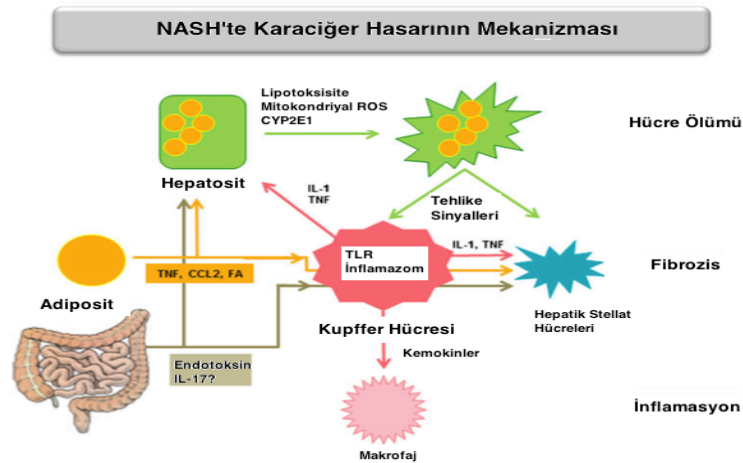 NASH'te Karaciğer Hasarının Mekanizması
Lipotoksisite
Mitokondriyal ROS
CYP2E1
Hücre Ölümü
Hepatosit
IL-1
TNF
Tehlike
Sinyalleri
TLR
İnflamazom
IL-1, TNF
Fibrozis
TNF, CCL2, FA
Adiposit
Kupffer Hücresi
Hepatik Stellat
Hücreleri
Endotoksin
IL-17?
Kemokinler
İnflamasyon
Makrofaj